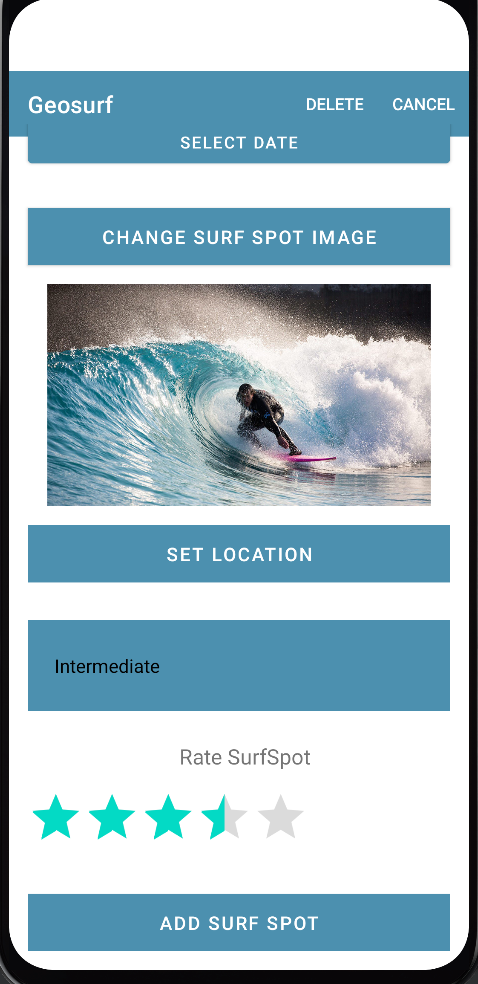 Geosurf DELETE CANCEL
SELECT DATE
CHANGE SURF SPOT IMAGE
SET LOCATION
Intermediate
Rate SurfSpot
ADD SURF SPOT